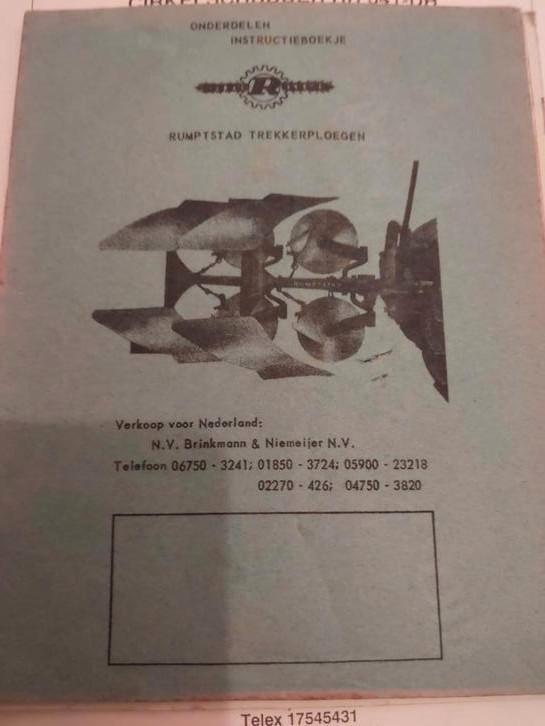 ONDERDELEN
INSTRUCTIEBOEKJE
R
RUMPTSTAD TREKKERPLOEGEN
RUMPTSTAD
Verkoop voor Nederland:
N.V. Brinkmann & Niemeijer N.V.
Telefoon 06750 - 3241; 01850 - 3724; 05900 - 23218
02270 - 426; 04750 - 3820
Telex 17545431